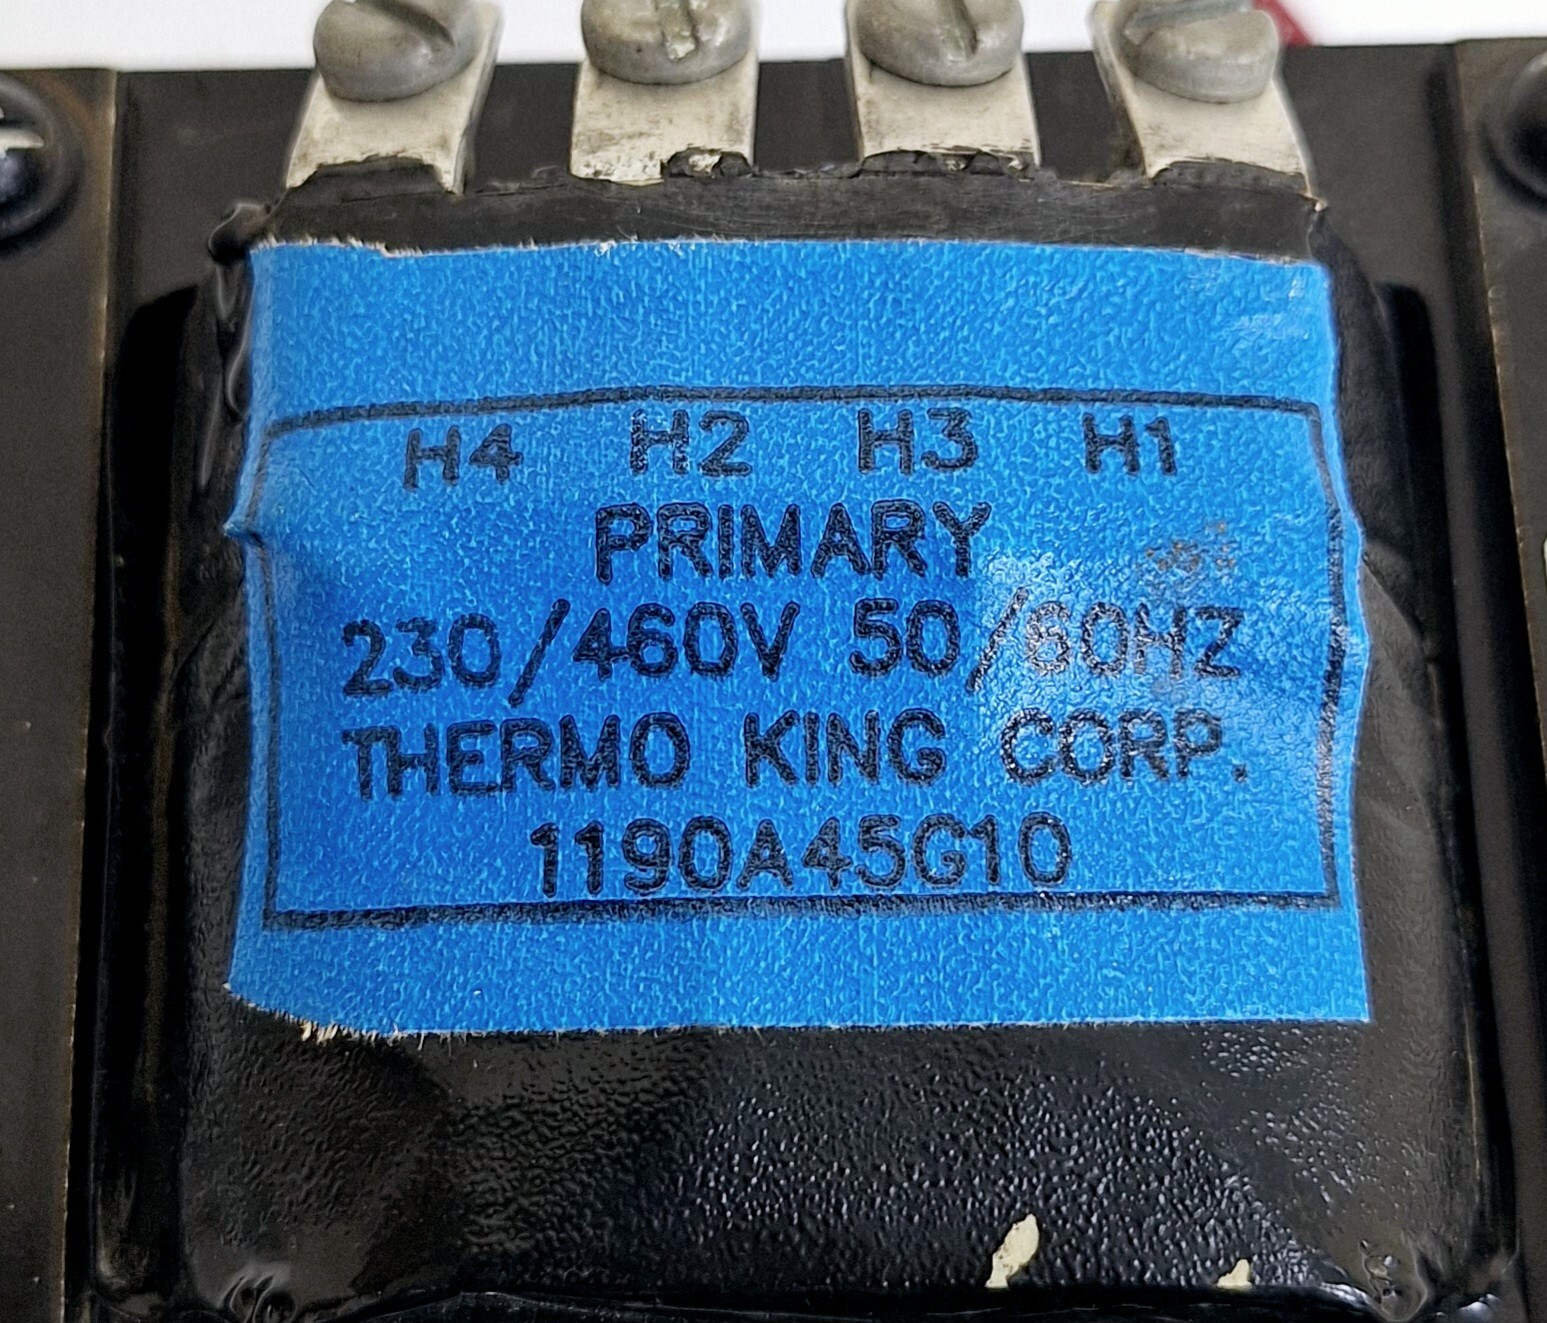 H4 H2 H3 H1
PRIMARY
230/460V 50/60HZ
THERMO KING CORP.
1190A45G10